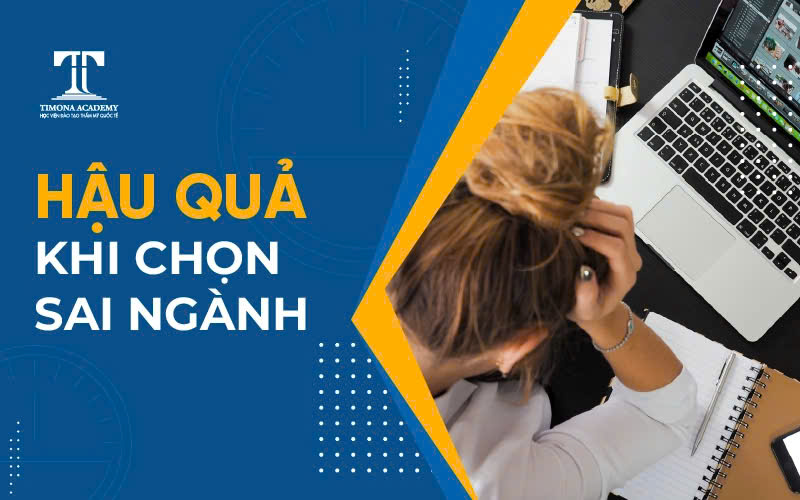 TIMONA ACADEMY
HỌC VIỆN ĐÀO TẠO THẨM MỸ QUỐC TẾ
HẬU QUẢ
KHI CHỌN
SAI NGÀNH